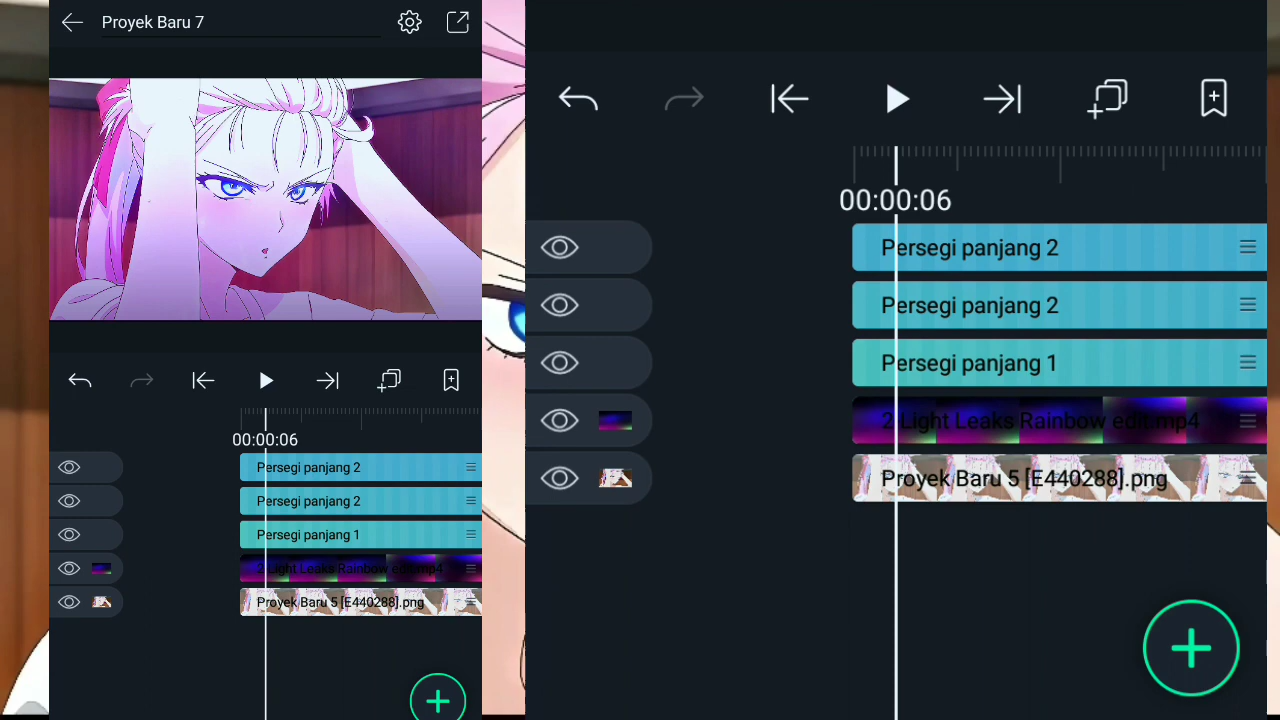 Proyek Baru 7
00:00:06
Persegi panjang 2
Persegi panjang 2
Persegi panjang 1
2 Light Leaks Rainbow edit.mp4
Proyek Baru 5 [E440288].png
00:00:06
Persegi panjang 2
Persegi panjang 2
Persegi panjang 1
2 Light Leaks Rainbow edit.mp4
Proyek Baru 5 [E440288].png